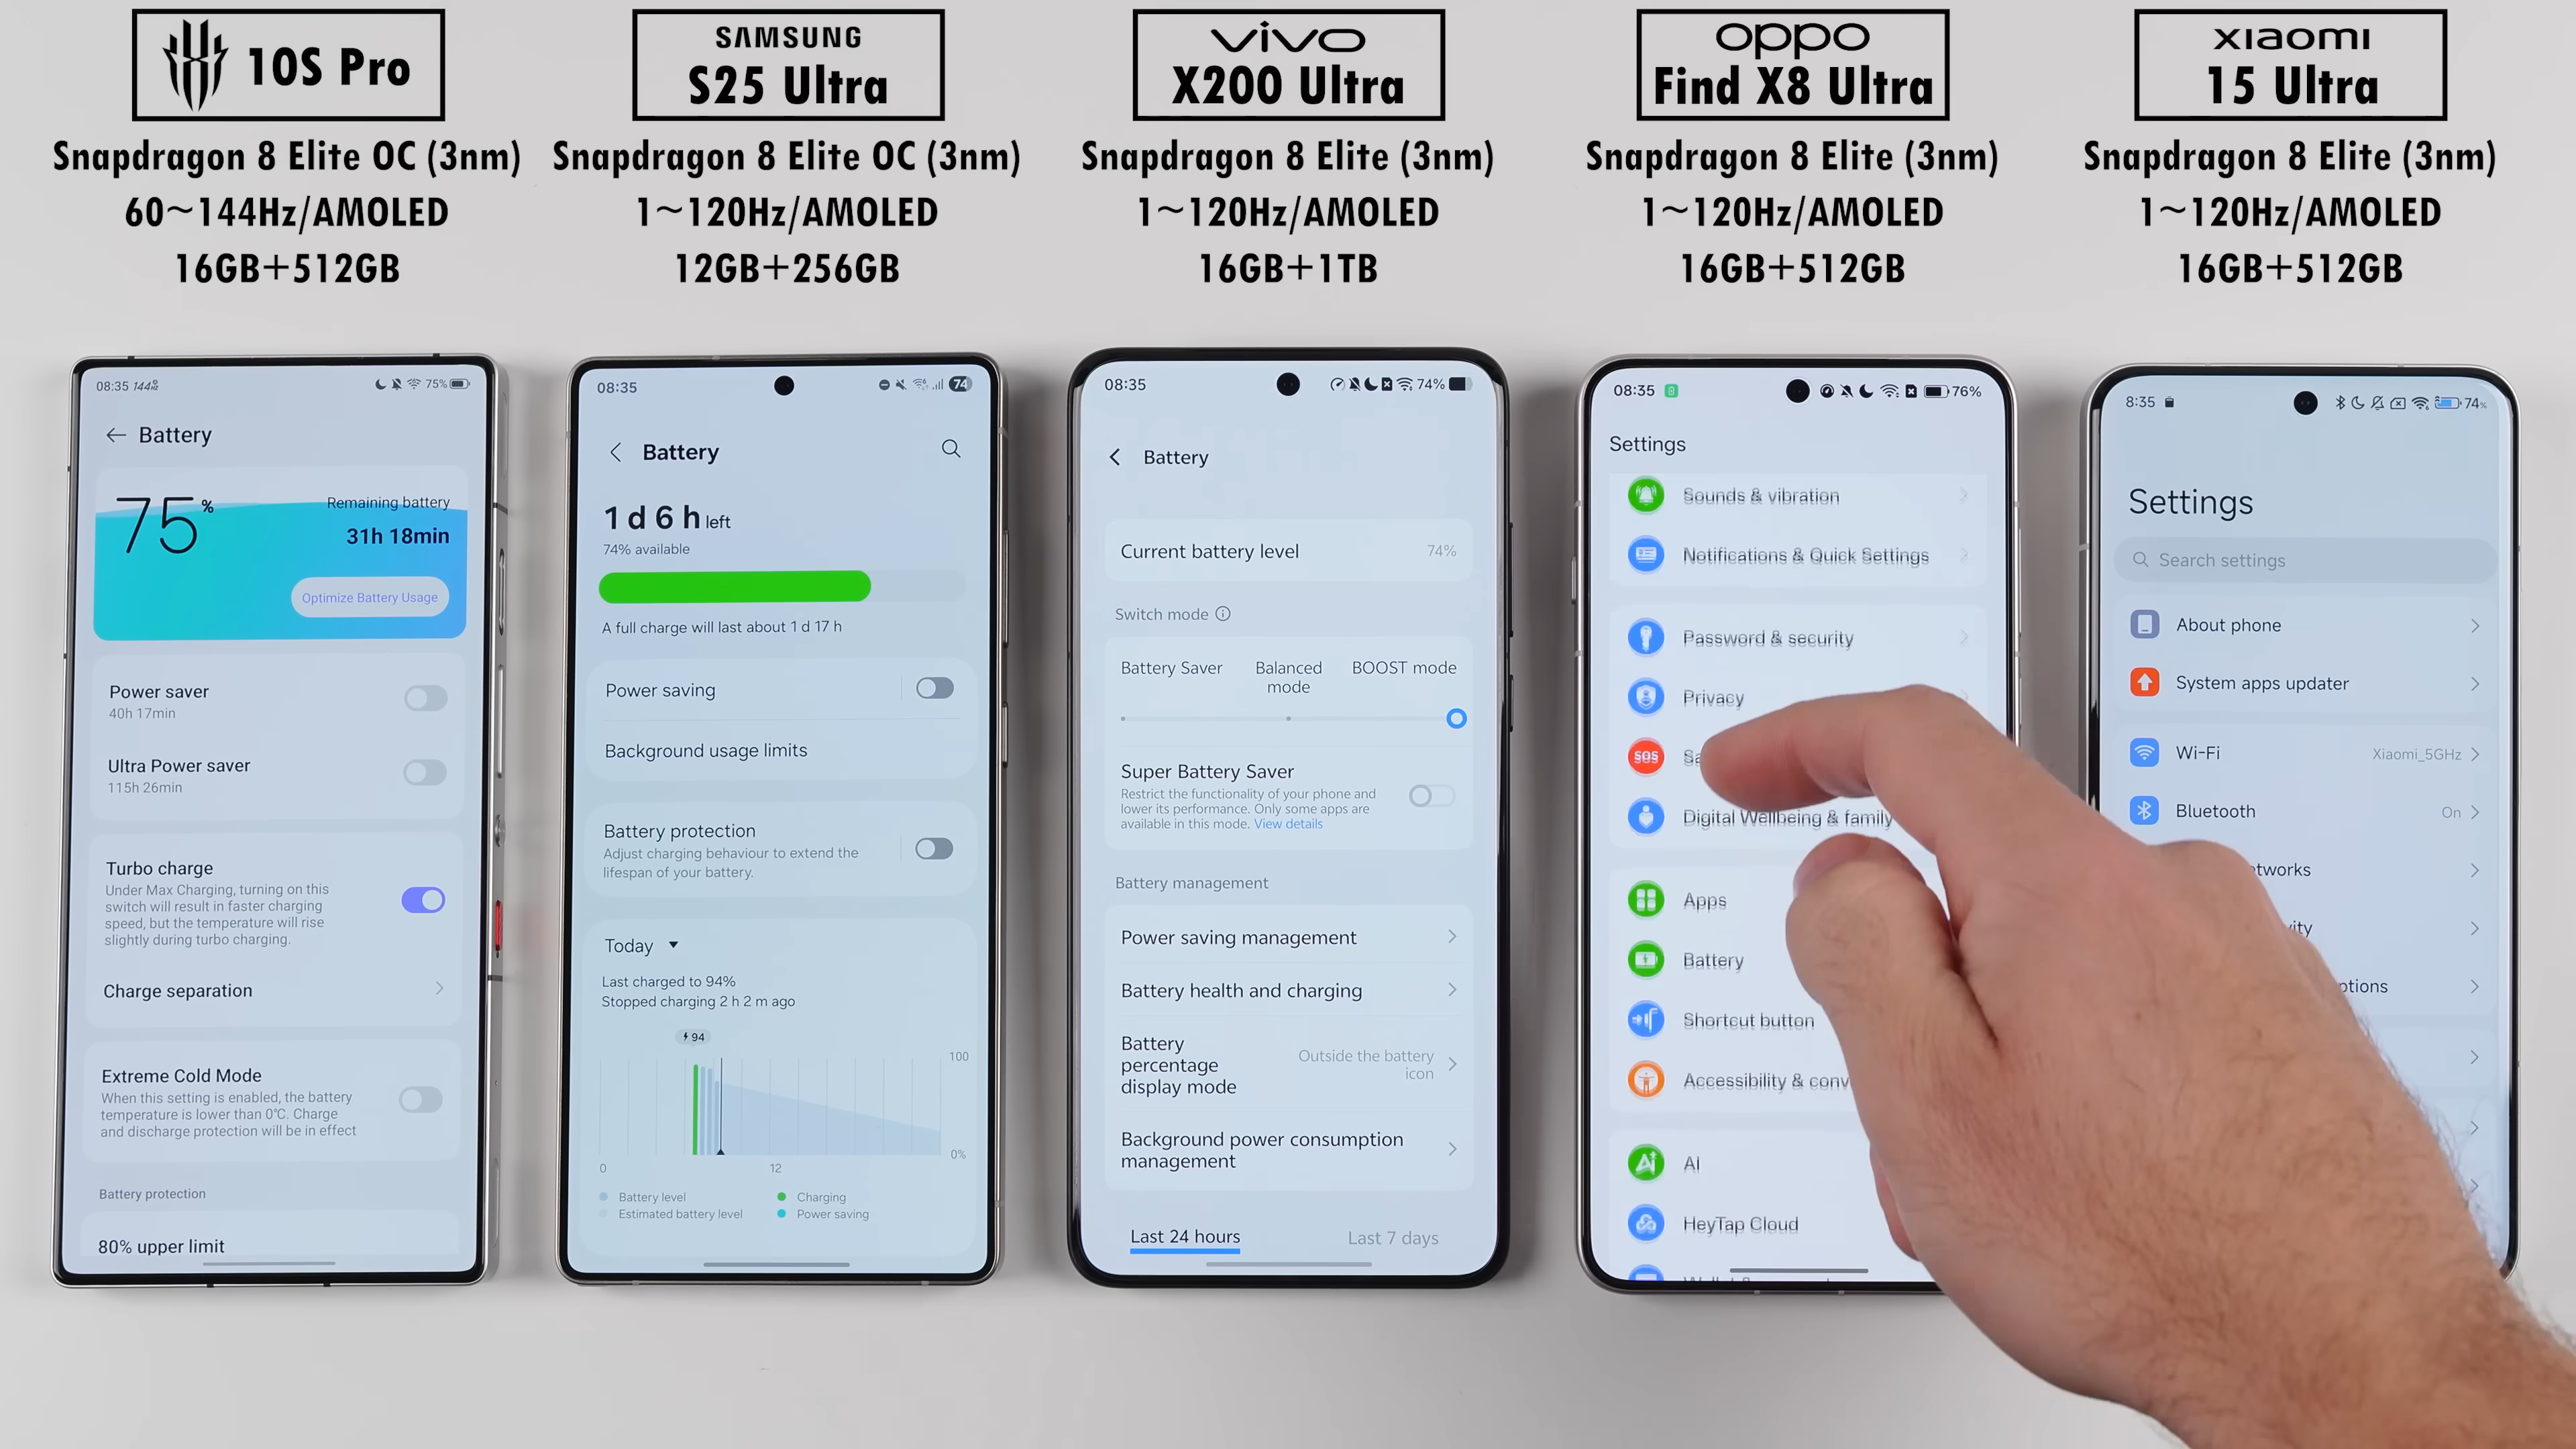 10S Pro
Snapdragon 8 Elite OC (3nm)
60~144Hz/AMOLED
16GB+512GB
SAMSUNG
S25 Ultra
Snapdragon 8 Elite OC (3nm)
1~120Hz/AMOLED
12GB+256GB
vivo
X200 Ultra
Snapdragon 8 Elite (3nm)
1~120Hz/AMOLED
16GB+1TB
oppo
Find X8 Ultra
Snapdragon 8 Elite (3nm)
1~120Hz/AMOLED
16GB+512GB
xiaomi
15 Ultra
Snapdragon 8 Elite (3nm)
1~120Hz/AMOLED
16GB+512GB
08:35 144Hz
75%
Battery
75%
Remaining battery
31h 18min
Optimize Battery Usage
Power saver
40h 17min
Ultra Power saver
115h 26min
Turbo charge
Under Max Charging, turning on this
switch will result in faster charging
speed, but the temperature will rise
slightly during turbo charging.
Charge separation
Extreme Cold Mode
When this setting is enabled, the battery
temperature is lower than 0°C. Charge
and discharge protection will be in effect
Battery protection
80% upper limit
08:35
74
Battery
1 d 6 h left
74% available
A full charge will last about 1 d 17 h
Power saving
Background usage limits
Battery protection
Adjust charging behaviour to extend the
lifespan of your battery.
Today
Last charged to 94%
Stopped charging 2 h 2 m ago
94
100
0%
0
12
Battery level
Charging
Estimated battery level
Power saving
08:35
74%
Battery
Current battery level
74%
Switch mode
Battery Saver
Balanced
mode
BOOST mode
Super Battery Saver
Restrict the functionality of your phone and
lower its performance. Only some apps are
available in this mode. View details
Battery management
Power saving management
Battery health and charging
Battery
percentage
display mode
Outside the battery
icon
Background power consumption
management
Last 24 hours
Last 7 days
08:35
76%
Settings
Sounds & vibration
Notifications & Quick Settings
Password & security
Privacy
SOS
Sa
Digital Wellbeing & family
Apps
Battery
Shortcut button
Accessibility & conv
AI
HeyTap Cloud
8:35
74%
Settings
Search settings
About phone
System apps updater
Wi-Fi
Xiaomi_5GHz
Bluetooth
On
tworks
vity
ptions